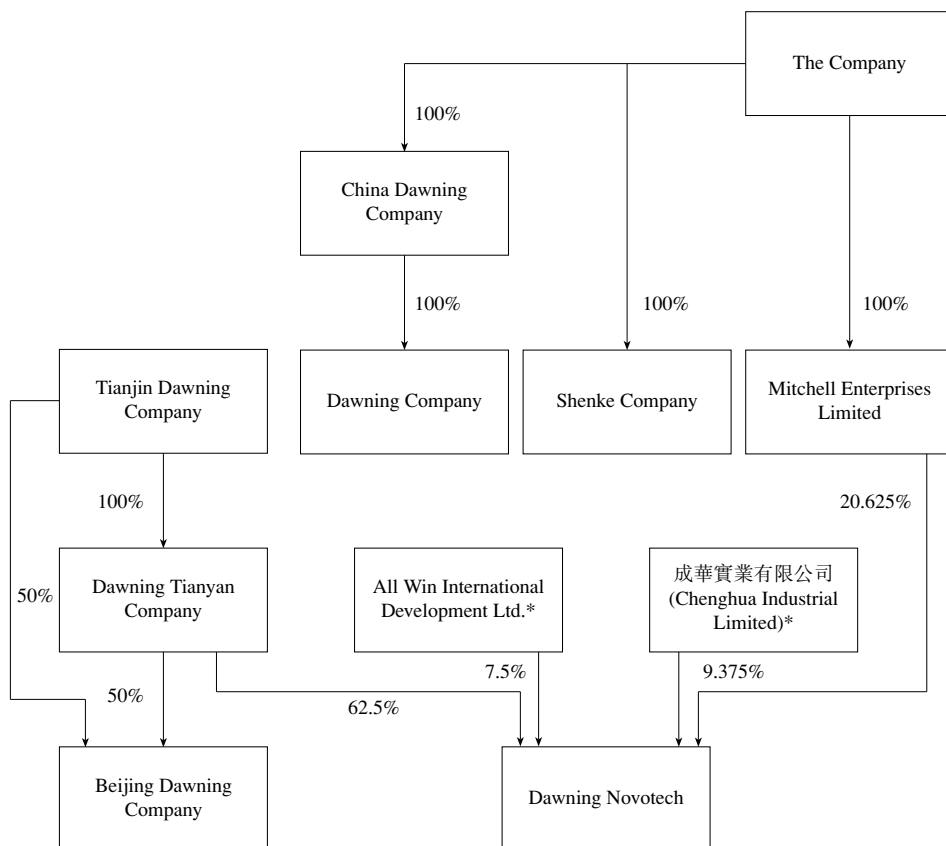 The Company
100%
China Dawning
Company
100%
100%
100%
Tianjin Dawning
Company
Dawning Company
Shenke Company
Mitchell Enterprises
Limited
100%
20.625%
50%
Dawning Tianyan
Company
All Win International
Development Ltd.*
成華實業有限公司
(Chenghua Industrial
Limited)*
50%
62.5%
7.5%
9.375%
Beijing Dawning
Company
Dawning Novotech